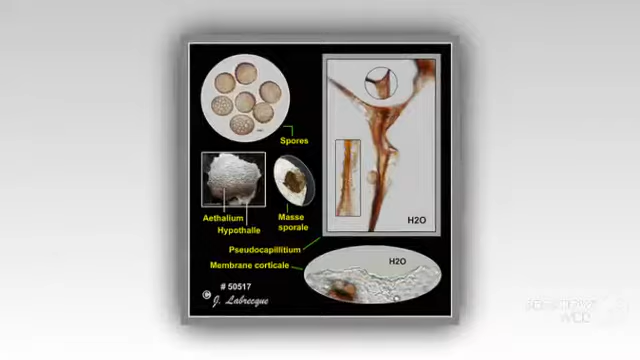 Spores
H2O
Aethalium
Hypothalle
Masse
sporale
Pseudocapillitium
Membrane corticale
H2O
# 50517
© J. Labrecque